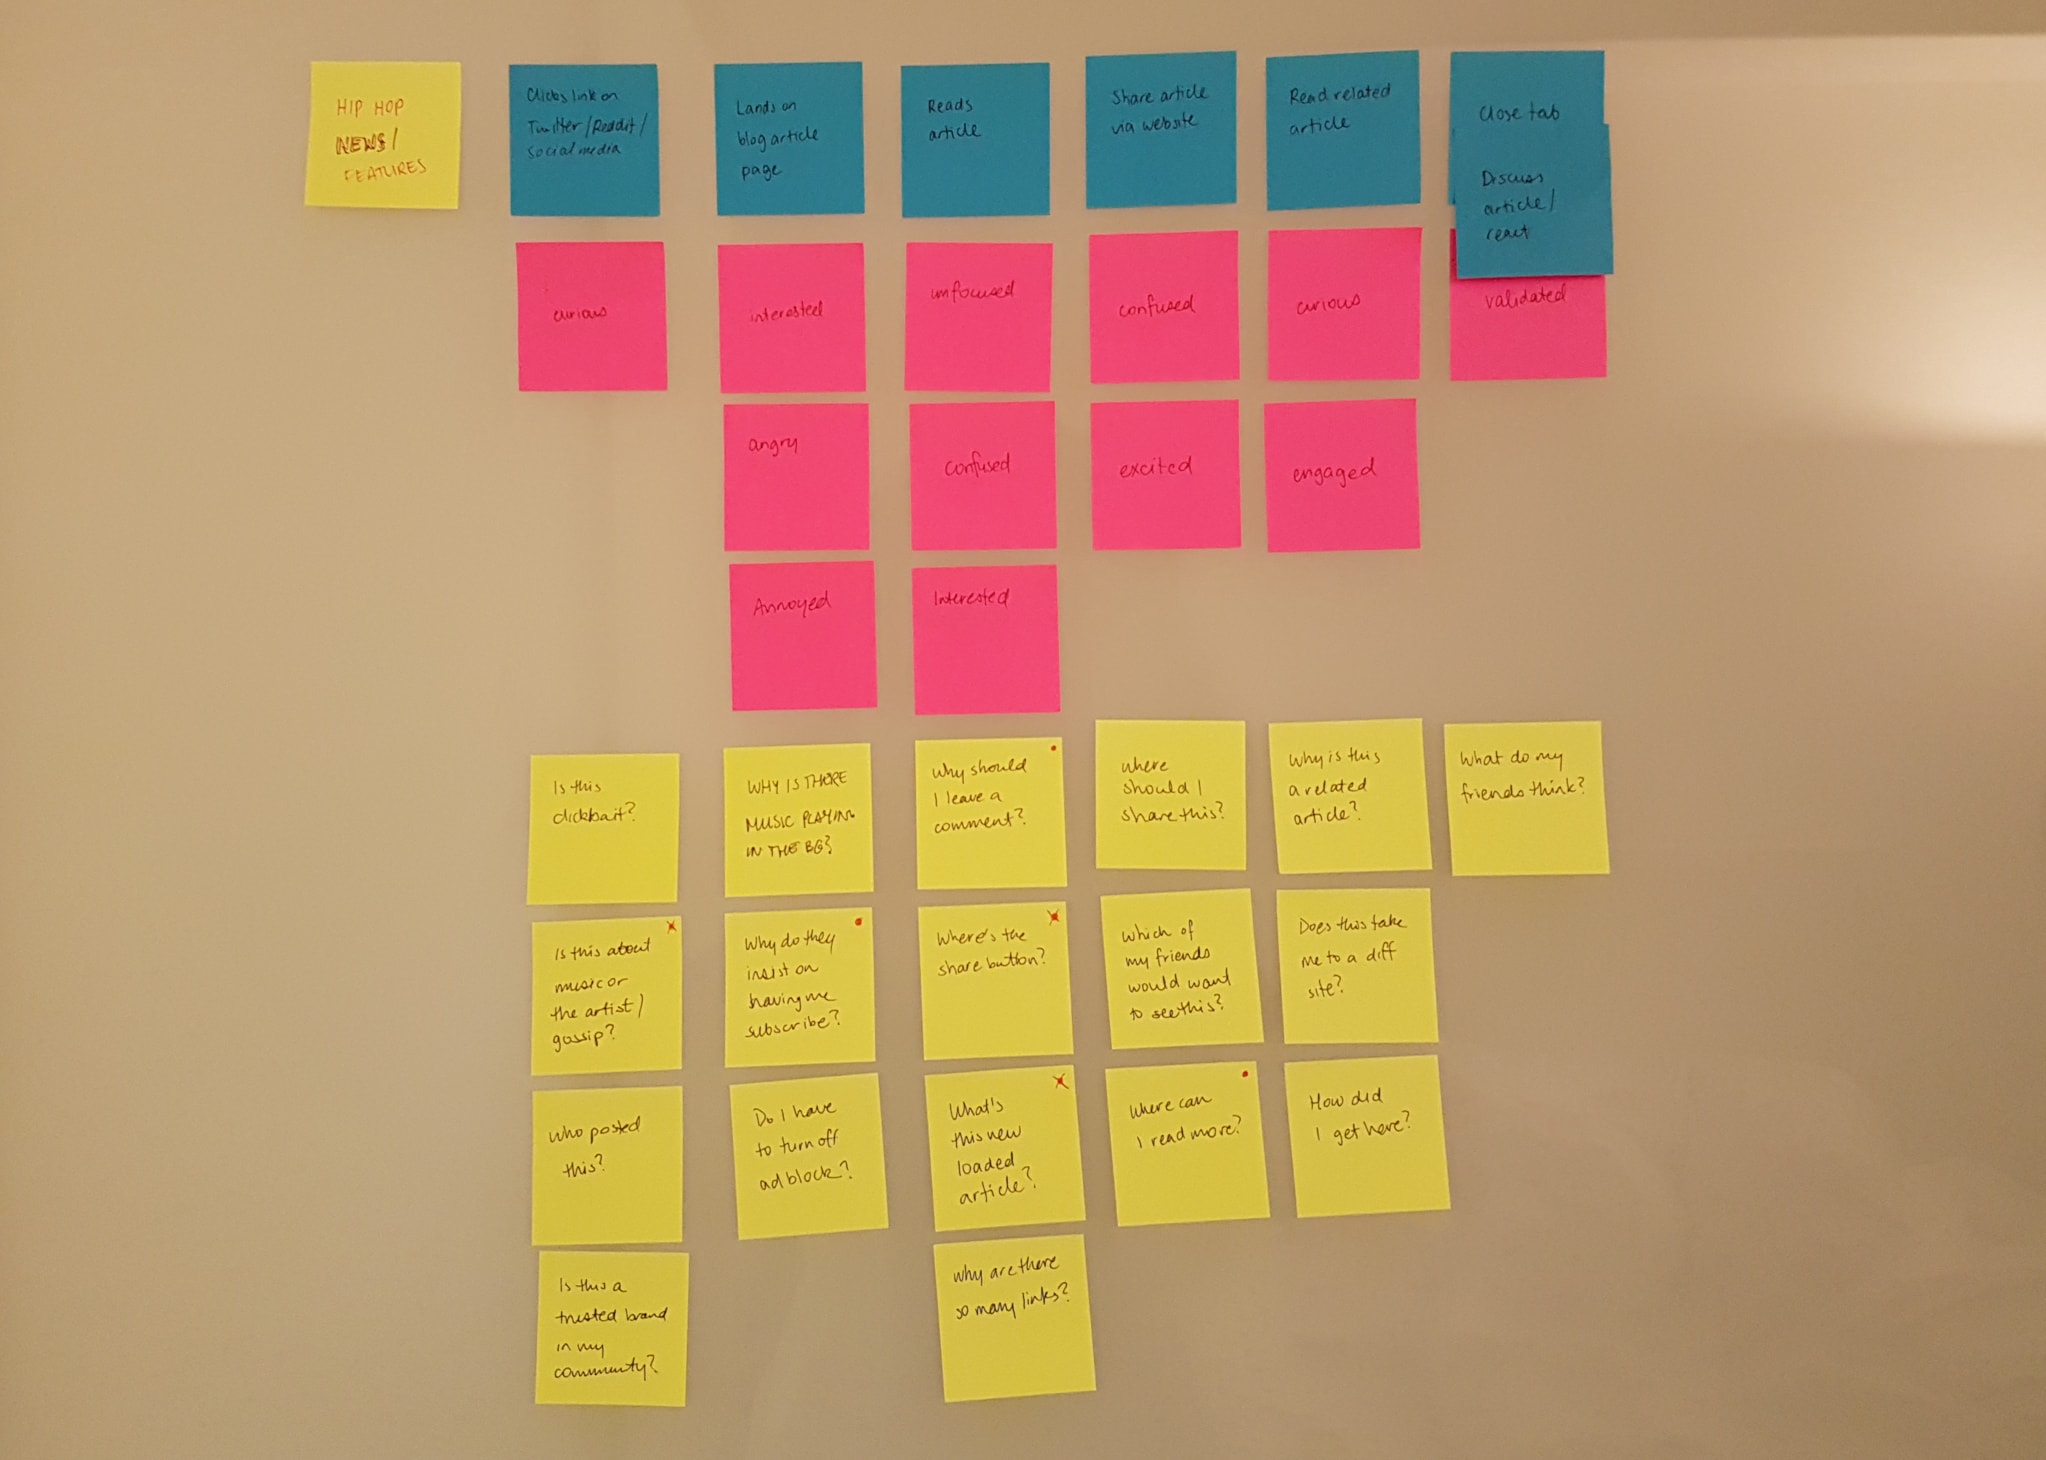 HIP HOP
NEWS/
FEATURES
Clicks link on
Twitter/Reddit/
social media
Lands on
blog article
page
Reads
article
Share article
via website
Read related
article
Close tab
Discuss
article/
react
curious
interested
unfocused
confused
curious
validated
angry
confused
excited
engaged
Annoyed
Interested
Is this
clickbait?
WHY IS THERE
MUSIC PLAYING
IN THE BG?
Why should
I leave a
comment?
Where
should I
share this?
Why is this
a related
article?
What do my
friends think?
Is this about
music or
the artist/
gossip?
Why do they
insist on
having me
subscribe?
Where's the
share button?
Which of
my friends
would want
to see this?
Does this take
me to a diff
site?
Who posted
this?
Do I have
to turn off
adblock?
What's
this new
loaded
article?
Where can
I read more?
How did
I get here?
Is this a
trusted brand
in my
community?
Why are there
so many links?